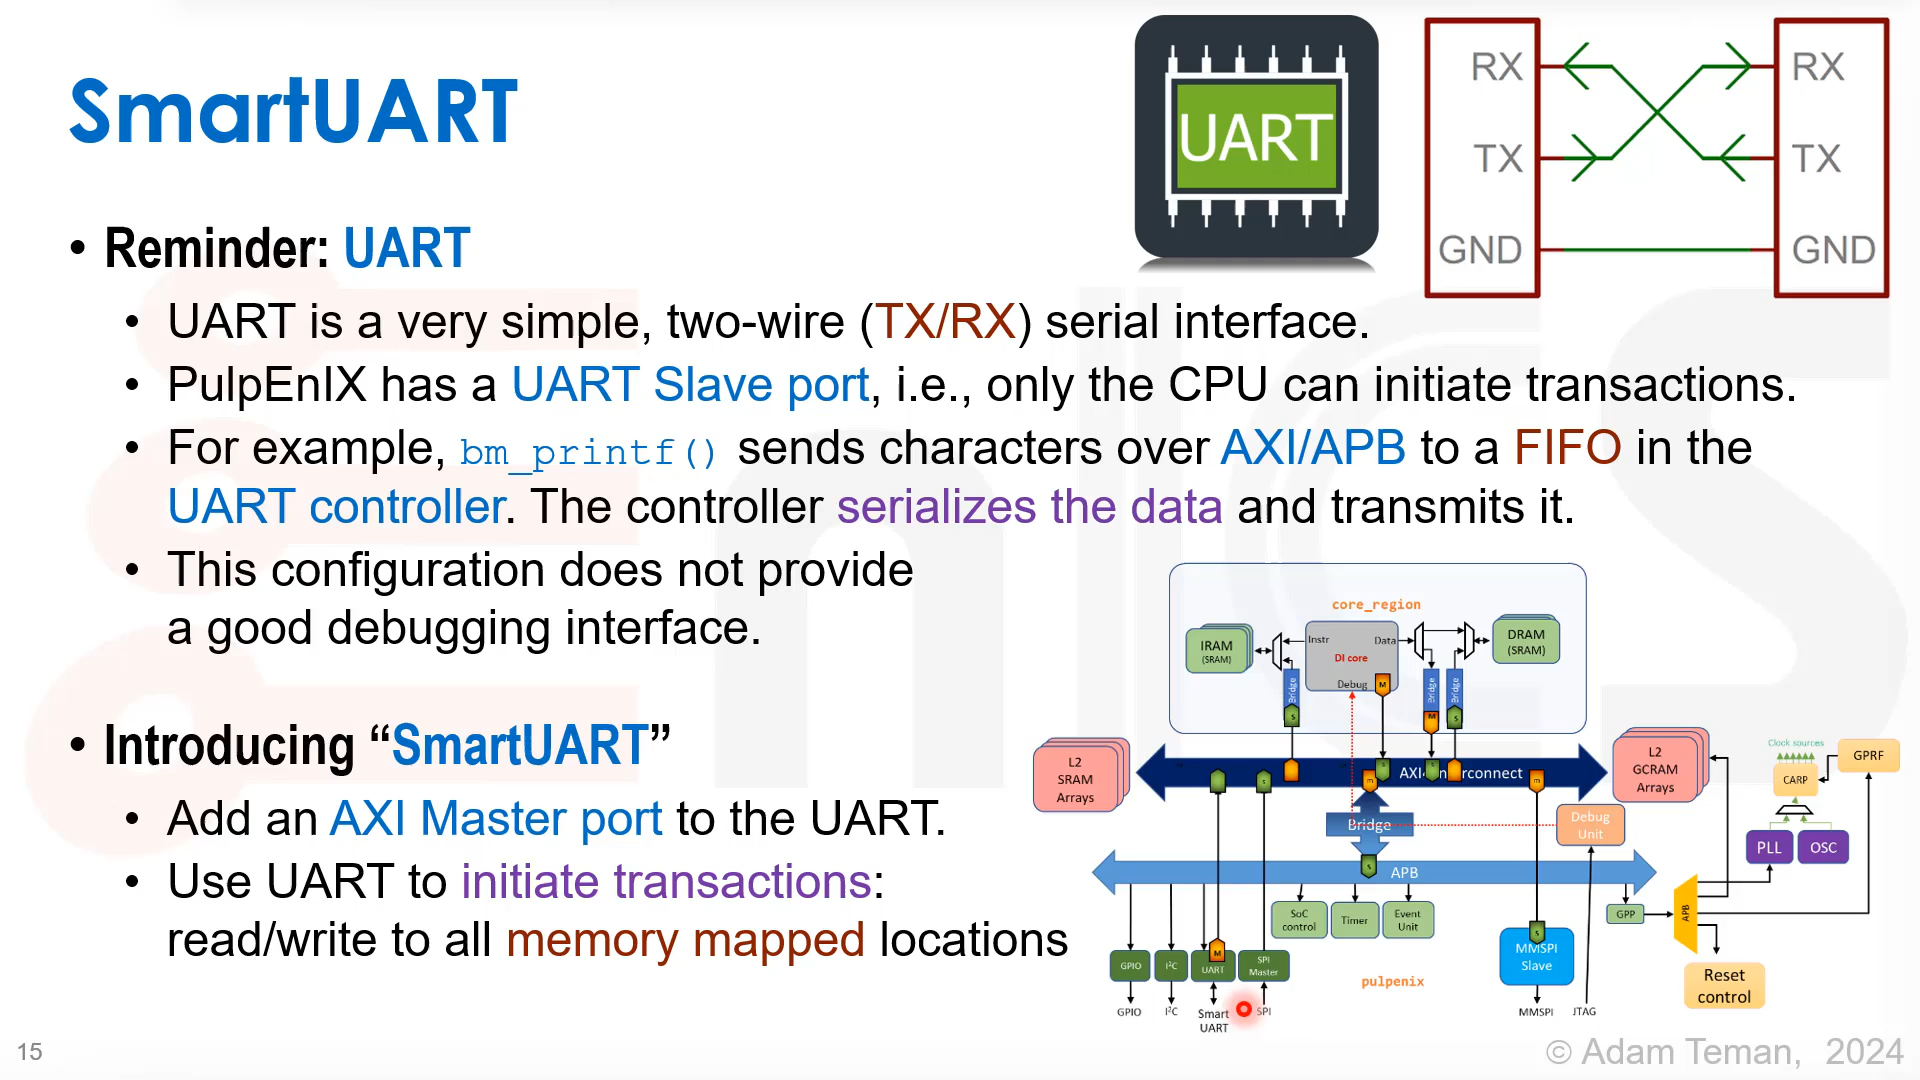 SmartUART
UART
RX
TX
GND
RX
TX
GND
• Reminder: UART
• UART is a very simple, two-wire (TX/RX) serial interface.
• PulpEnIX has a UART Slave port, i.e., only the CPU can initiate transactions.
• For example, bm_printf() sends characters over AXI/APB to a FIFO in the
UART controller. The controller serializes the data and transmits it.
• This configuration does not provide
a good debugging interface.
• Introducing “SmartUART”
• Add an AXI Master port to the UART.
• Use UART to initiate transactions:
read/write to all memory mapped locations
core_region
IRAM
(SRAM)
Instr
Data
DI core
Debug
M
DRAM
(SRAM)
Bridge
Bridge
Bridge
S
M
S
L2
SRAM
Arrays
L2
GCRAM
Arrays
Clock sources
CARP
GPRF
PLL
OSC
Bridge
Debug
Unit
APB
SoC
control
Timer
Event
Unit
GPP
APB
Reset
control
GPIO
I²C
M
UART
SPI
Master
MMSPI
Slave
pulpenix
GPIO
I²C
Smart
UART
SPI
MMSPI
JTAG
15
© Adam Teman, 2024